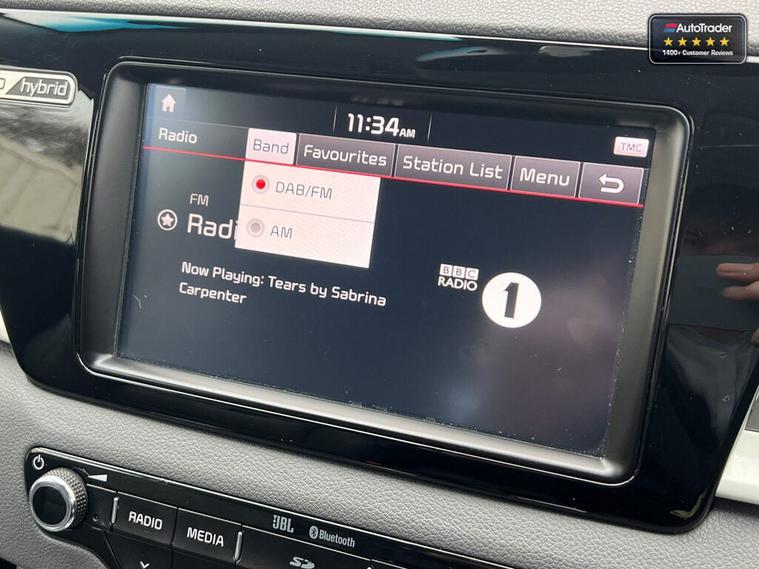 AutoTrader
1400+ Customer Reviews
hybrid
11:34AM
Radio
Band
Favourites
Station List
Menu
TMC
DAB/FM
AM
FM
Radi
Now Playing: Tears by Sabrina
Carpenter
BBC
RADIO
1
RADIO
MEDIA
JBL
Bluetooth
SD